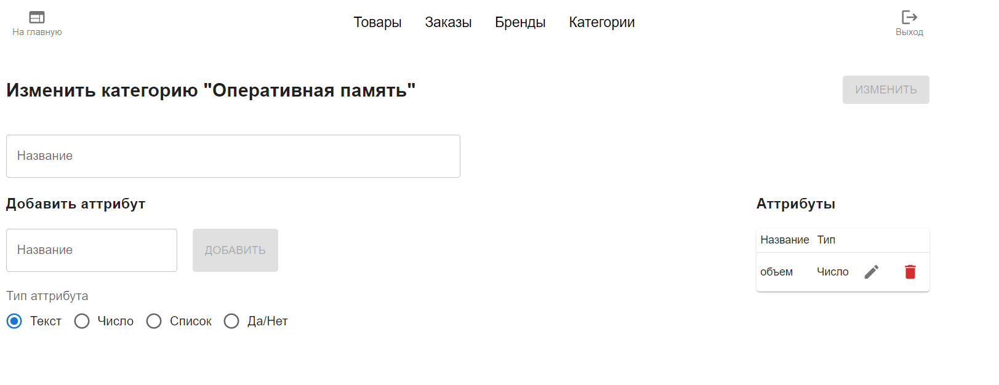 На главную
Товары Заказы Бренды Категории
Выход
Изменить категорию "Оперативная память"
ИЗМЕНИТЬ
Название
Добавить аттрибут
Название
ДОБАВИТЬ
Тип аттрибута
Текст Число Список Да/Нет
Аттрибуты
Название Тип
объем Число